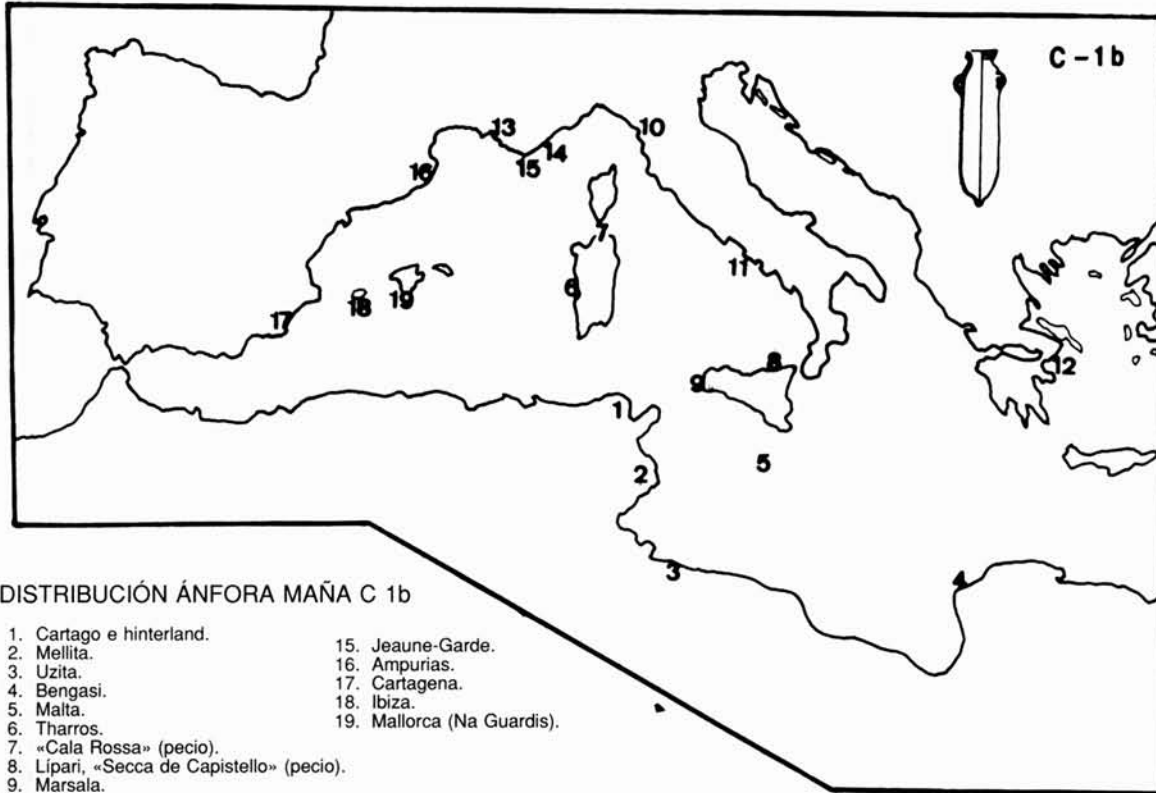 C-1b
13
10
14
15
16
7
11
6
18
19
17
8
12
9
1
5
2
3
4
DISTRIBUCIÓN ÁNFORA MAÑA C 1b
1. Cartago e hinterland.
2. Mellita.
3. Uzita.
4. Bengasi.
5. Malta.
6. Tharros.
7. «Cala Rossa» (pecio).
8. Lípari, «Secca de Capistello» (pecio).
9. Marsala.
15. Jeaune-Garde.
16. Ampurias.
17. Cartagena.
18. Ibiza.
19. Mallorca (Na Guardis).